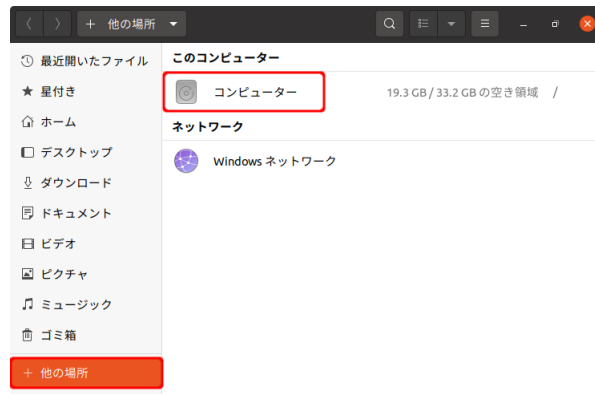 他の場所
最近開いたファイル
星付き
ホーム
デスクトップ
ダウンロード
ドキュメント
ビデオ
ピクチャ
ミュージック
ゴミ箱
+ 他の場所
このコンピューター
コンピューター 19.3 GB / 33.2 GB の空き領域 /
ネットワーク
Windows ネットワーク